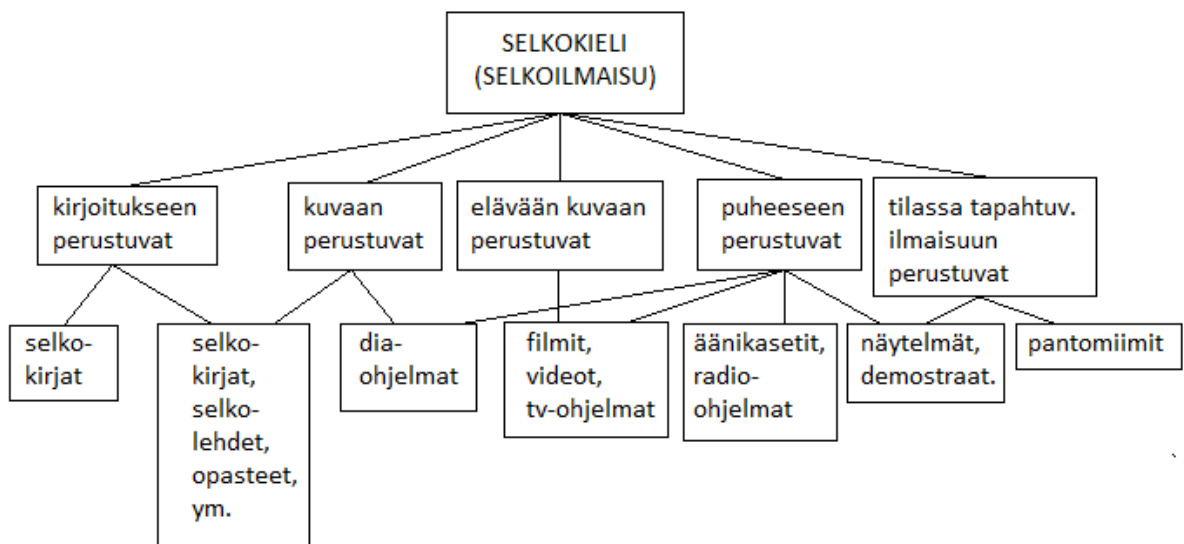 SELKOKIELI
(SELKOILMAISU)
kirjoitukseen
perustuvat
kuvaan
perustuvat
elävään kuvaan
perustuvat
puheeseen
perustuvat
tilassa tapahtuv.
ilmaisuun
perustuvat
selko-
kirjat
selko-
kirjat,
selko-
lehdet,
opasteet,
ym.
dia-
ohjelmat
filmit,
videot,
tv-ohjelmat
äänikasetit,
radio-
ohjelmat
näytelmät,
demostraat.
pantomiimit